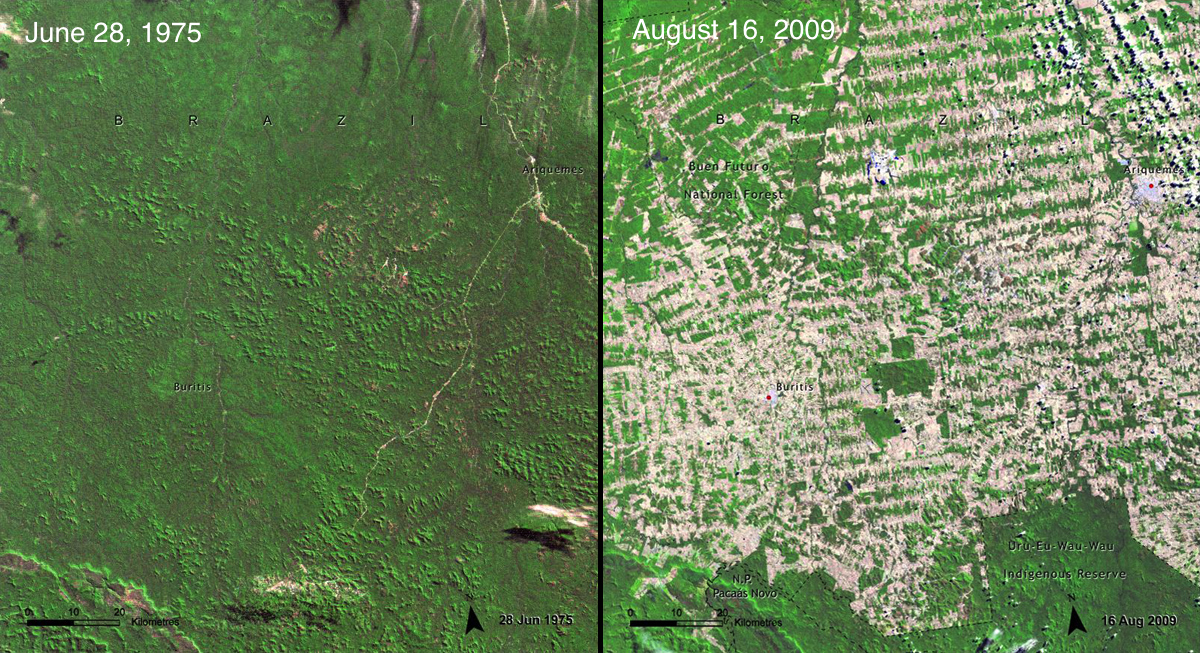 June 28, 1975
B R A Z I L
Ariquemes
Buritis
N
0 10 20
Kilometres
28 Jun 1975
August 16, 2009
B R A Z I L
Buen Futuro
National Forest
Ariquemes
Buritis
Dru-Eu-Wau-Wau
Indigenous Reserve
N.P.
Pacaás Novo
N
0 10 20
Kilometres
16 Aug 2009